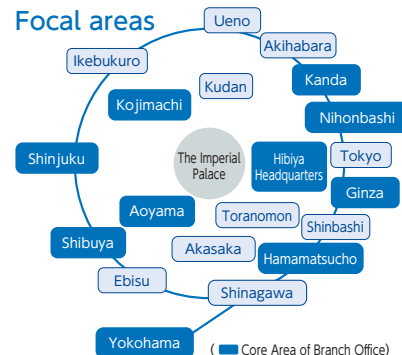 Focal areas
Ueno
Akihabara
Ikebukuro
Kanda
Kudan
Kojimachi
Nihonbashi
Shinjuku
The Imperial
Palace
Hibiya
Headquarters
Tokyo
Ginza
Aoyama
Toranomon
Shinbashi
Shibuya
Akasaka
Hamamatsucho
Ebisu
Shinagawa
Yokohama
( Core Area of Branch Office)